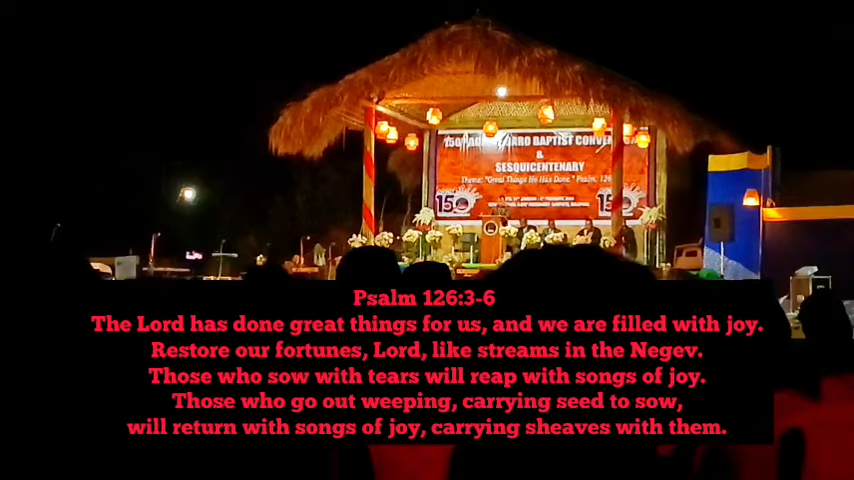 150 GARO BAPTIST CONVEN
&
SESQUICENTENARY
Theme: "Great Things He Has Done" Psalm. 126
150
150
Psalm 126:3-6
The Lord has done great things for us, and we are filled with joy.
Restore our fortunes, Lord, like streams in the Negev.
Those who sow with tears will reap with songs of joy.
Those who go out weeping, carrying seed to sow,
will return with songs of joy, carrying sheaves with them.